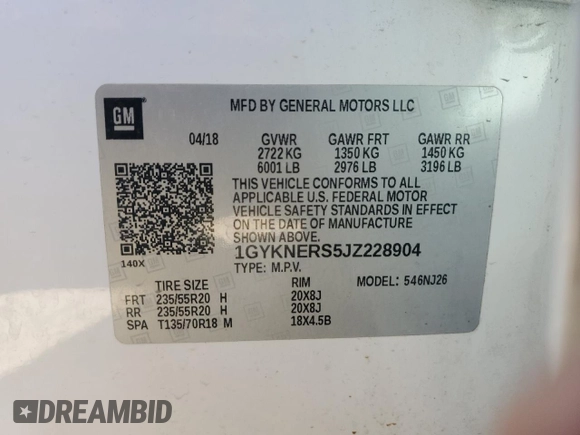 GM
MFD BY GENERAL MOTORS LLC
04/18 GVWR GAWR FRT GAWR RR
2722 KG 1350 KG 1450 KG
6001 LB 2976 LB 3196 LB
THIS VEHICLE CONFORMS TO ALL
APPLICABLE U.S. FEDERAL MOTOR
VEHICLE SAFETY STANDARDS IN EFFECT
ON THE DATE OF MANUFACTURE
SHOWN ABOVE.
1GYKNERS5JZ228904
140X TYPE: M.P.V.
TIRE SIZE RIM MODEL: 546NJ26
FRT 235/55R20 H 20X8J
RR 235/55R20 H 20X8J
SPA T135/70R18 M 18X4.5B
DREAMBID